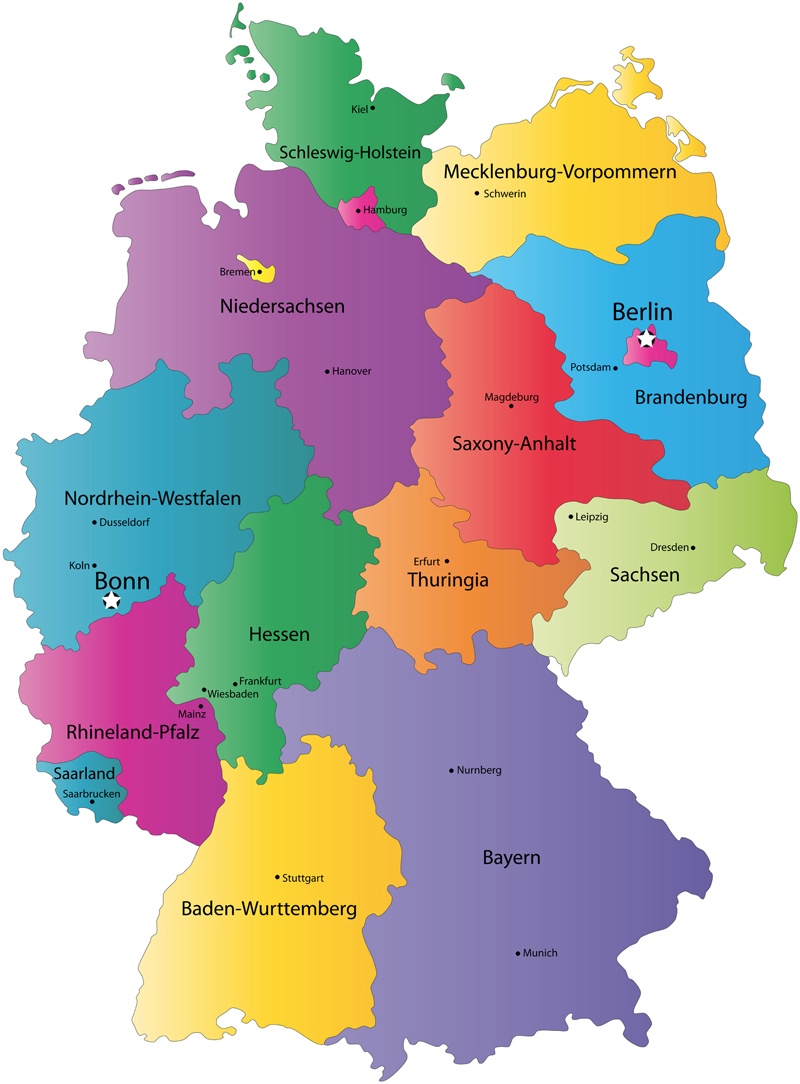 Kiel
Schleswig-Holstein
Mecklenburg-Vorpommern
Schwerin
Hamburg
Bremen
Niedersachsen
Berlin
Hanover
Potsdam
Brandenburg
Magdeburg
Saxony-Anhalt
Nordrhein-Westfalen
Dusseldorf
Leipzig
Dresden
Koln
Bonn
Erfurt
Thuringia
Sachsen
Hessen
Frankfurt
Wiesbaden
Mainz
Rhineland-Pfalz
Saarland
Saarbrucken
Nurnberg
Bayern
Stuttgart
Baden-Wurttemberg
Munich